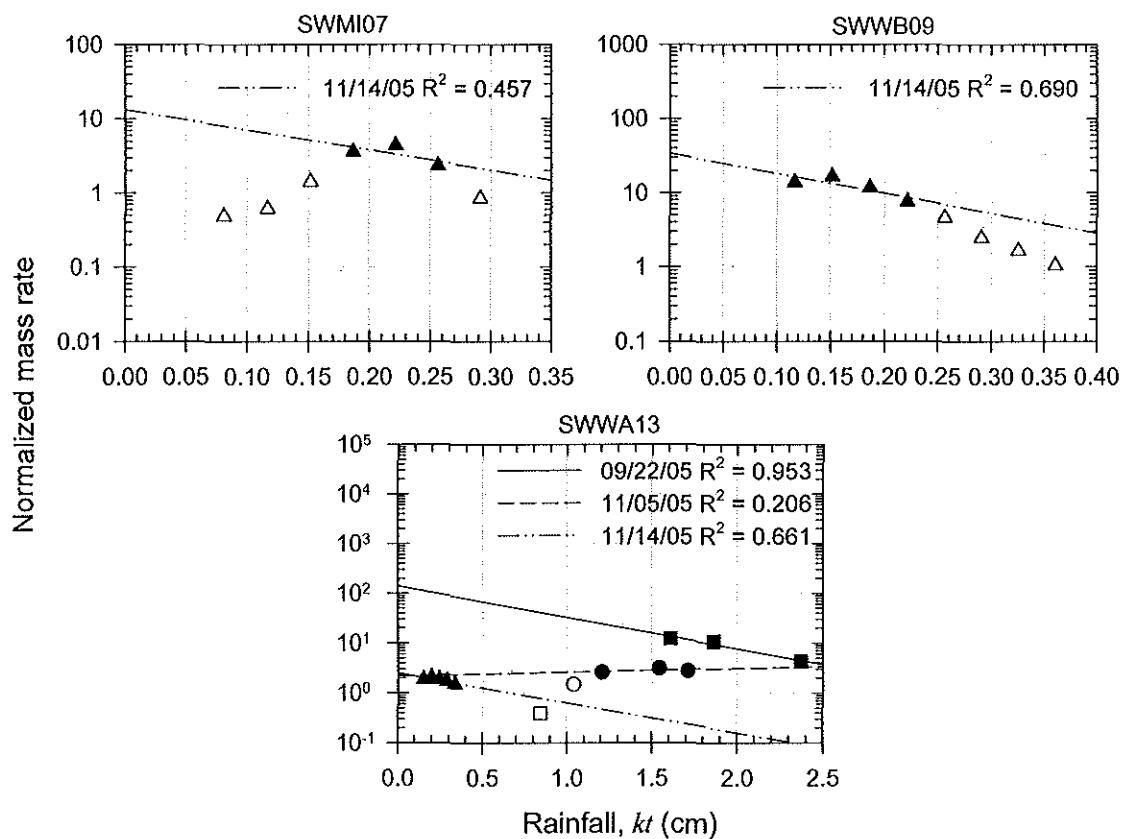 SWMI07
100
10
1
0.1
0.01
11/14/05 R² = 0.457
0.00 0.05 0.10 0.15 0.20 0.25 0.30 0.35
SWWB09
1000
100
10
1
0.1
11/14/05 R² = 0.690
0.00 0.05 0.10 0.15 0.20 0.25 0.30 0.35 0.40
Normalized mass rate
SWWA13
10⁵
10⁴
10³
10²
10¹
10⁰
10⁻¹
09/22/05 R² = 0.953
11/05/05 R² = 0.206
11/14/05 R² = 0.661
0.0 0.5 1.0 1.5 2.0 2.5
Rainfall, kt (cm)